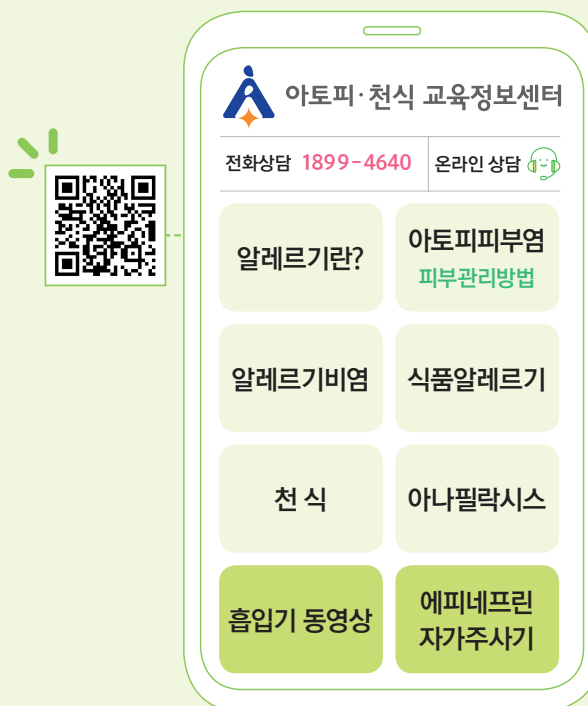 아토피·천식 교육정보센터
전화상담 1899-4640 온라인 상담
알레르기란?
아토피피부염
피부관리방법
알레르기비염
식품알레르기
천 식
아나필락시스
흡입기 동영상
에피네프린
자가주사기